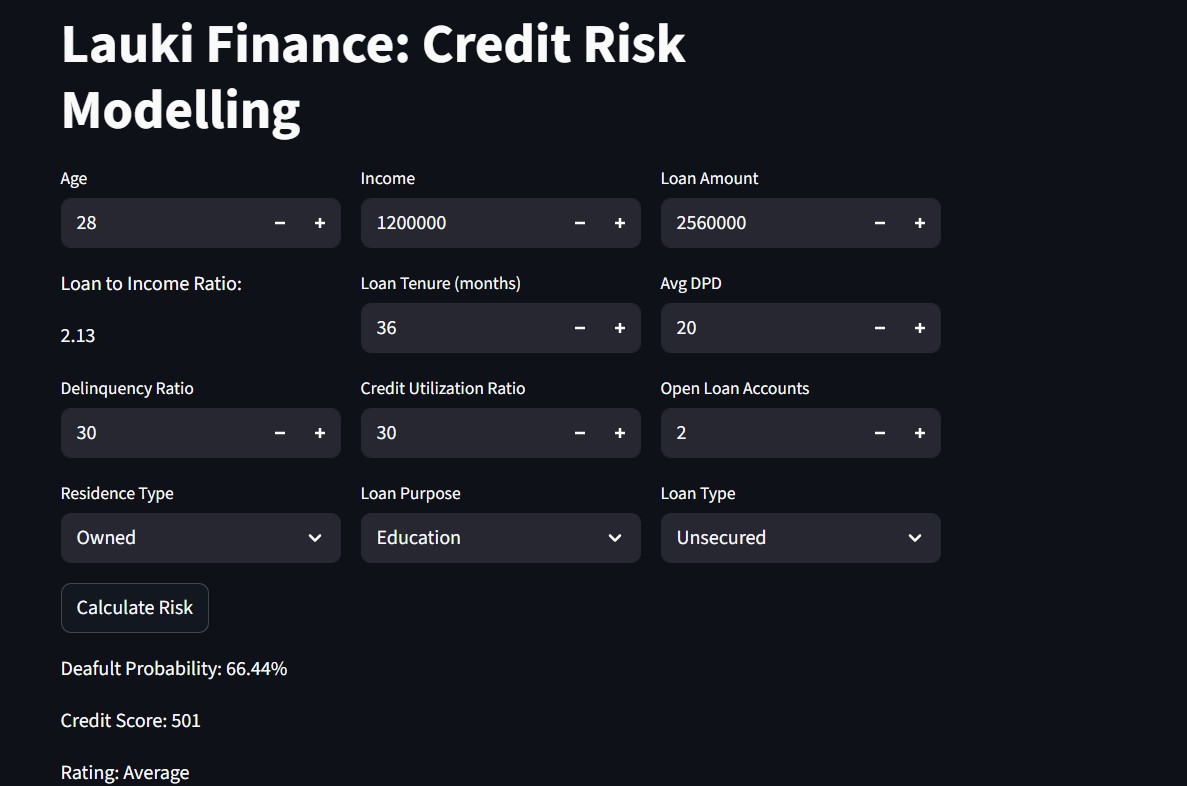 Lauki Finance: Credit Risk
Modelling
Age
Income
Loan Amount
28
1200000
2560000
Loan to Income Ratio:
Loan Tenure (months)
Avg DPD
2.13
36
20
Delinquency Ratio
Credit Utilization Ratio
Open Loan Accounts
30
30
2
Residence Type
Loan Purpose
Loan Type
Owned
Education
Unsecured
Calculate Risk
Deafult Probability: 66.44%
Credit Score: 501
Rating: Average